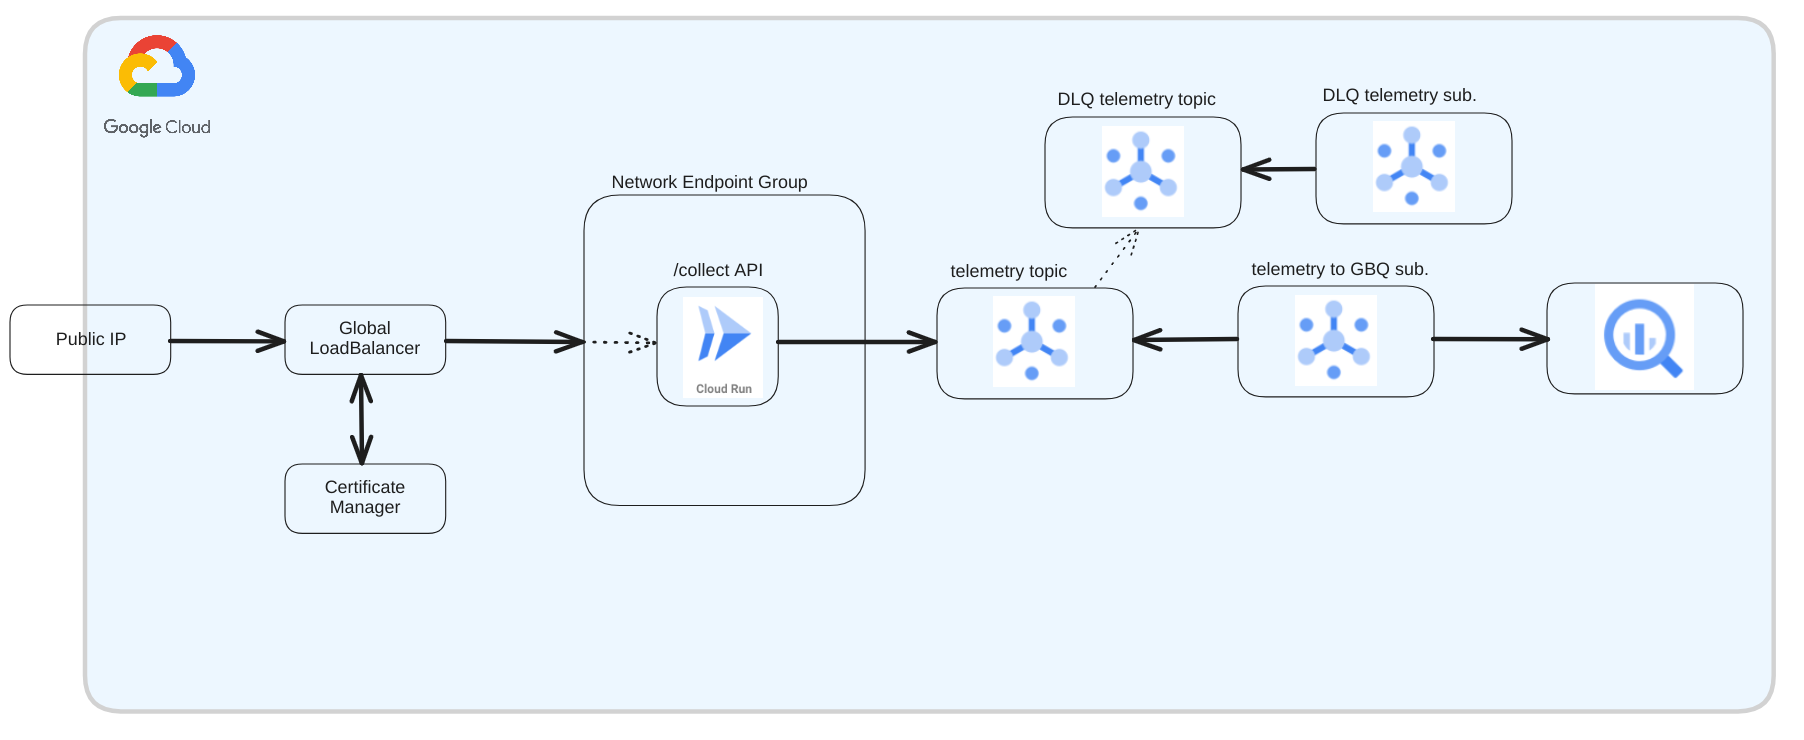 Google Cloud
DLQ telemetry topic
DLQ telemetry sub.
Network Endpoint Group
/collect API
telemetry topic
telemetry to GBQ sub.
Public IP
Global
LoadBalancer
Cloud Run
Certificate
Manager